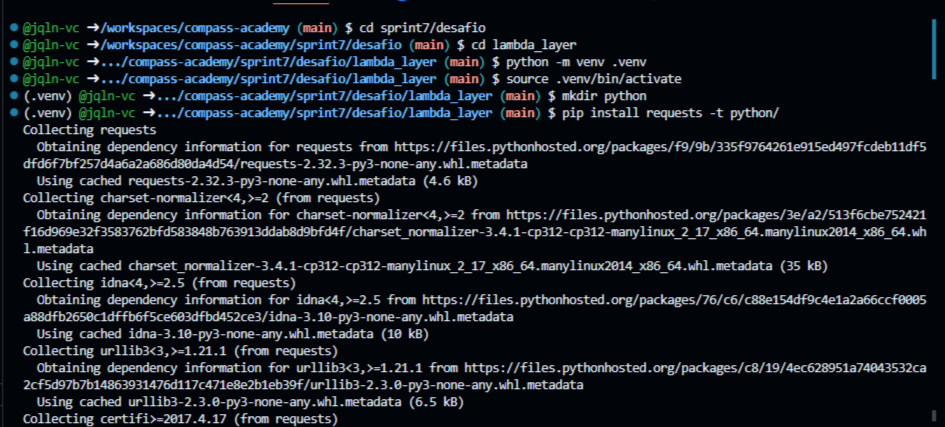 @jqln-vc ➜/workspaces/compass-academy (main) $ cd sprint7/desafio
@jqln-vc ➜/workspaces/compass-academy/sprint7/desafio (main) $ cd lambda_layer
@jqln-vc ➜.../compass-academy/sprint7/desafio/lambda_layer (main) $ python -m venv .venv
@jqln-vc ➜.../compass-academy/sprint7/desafio/lambda_layer (main) $ source .venv/bin/activate
(.venv) @jqln-vc ➜.../compass-academy/sprint7/desafio/lambda_layer (main) $ mkdir python
(.venv) @jqln-vc ➜.../compass-academy/sprint7/desafio/lambda_layer (main) $ pip install requests -t python/
Collecting requests
  Obtaining dependency information for requests from https://files.pythonhosted.org/packages/f9/9b/335f9764261e915ed497fcdeb11df5
dfd6f7bf257d4a6a2a686d80da4d54/requests-2.32.3-py3-none-any.whl.metadata
  Using cached requests-2.32.3-py3-none-any.whl.metadata (4.6 kB)
Collecting charset-normalizer<4,>=2 (from requests)
  Obtaining dependency information for charset-normalizer<4,>=2 from https://files.pythonhosted.org/packages/3e/a2/513f6cbe752421
f16d969e32f3583762bfd583848b763913ddab8d9bfd4f/charset_normalizer-3.4.1-cp312-cp312-manylinux_2_17_x86_64.manylinux2014_x86_64.wh
l.metadata
  Using cached charset_normalizer-3.4.1-cp312-cp312-manylinux_2_17_x86_64.manylinux2014_x86_64.whl.metadata (35 kB)
Collecting idna<4,>=2.5 (from requests)
  Obtaining dependency information for idna<4,>=2.5 from https://files.pythonhosted.org/packages/76/c6/c88e154df9c4e1a2a66ccf0005
a88dfb2650c1dffb6f5ce603dfbd452ce3/idna-3.10-py3-none-any.whl.metadata
  Using cached idna-3.10-py3-none-any.whl.metadata (10 kB)
Collecting urllib3<3,>=1.21.1 (from requests)
  Obtaining dependency information for urllib3<3,>=1.21.1 from https://files.pythonhosted.org/packages/c8/19/4ec628951a74043532ca
2cf5d97b7b14863931476d117c471e8e2b1eb39f/urllib3-2.3.0-py3-none-any.whl.metadata
  Using cached urllib3-2.3.0-py3-none-any.whl.metadata (6.5 kB)
Collecting certifi>=2017.4.17 (from requests)